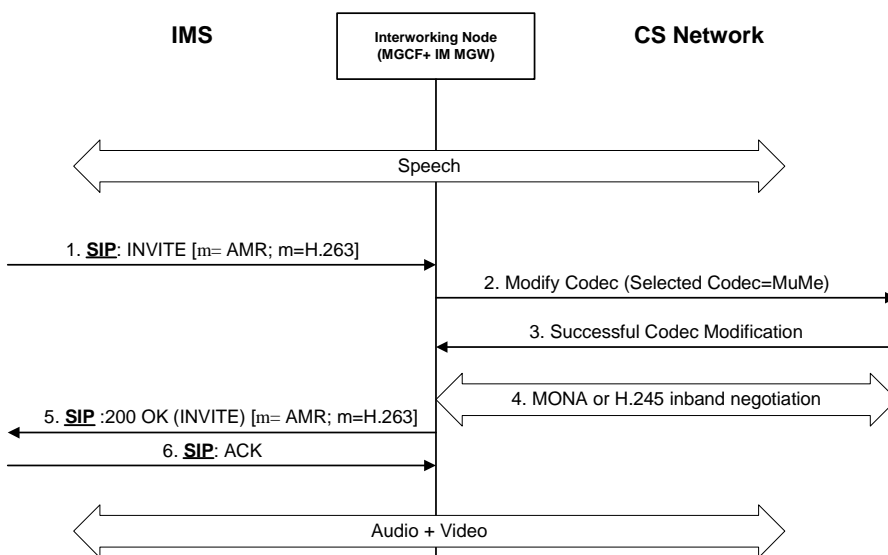 IMS
Interworking Node
(MGCF+ IM MGW)
CS Network
Speech
1. SIP: INVITE [m= AMR; m=H.263]
2. Modify Codec (Selected Codec=MuMe)
3. Successful Codec Modification
4. MONA or H.245 inband negotiation
5. SIP :200 OK (INVITE) [m= AMR; m=H.263]
6. SIP: ACK
Audio + Video